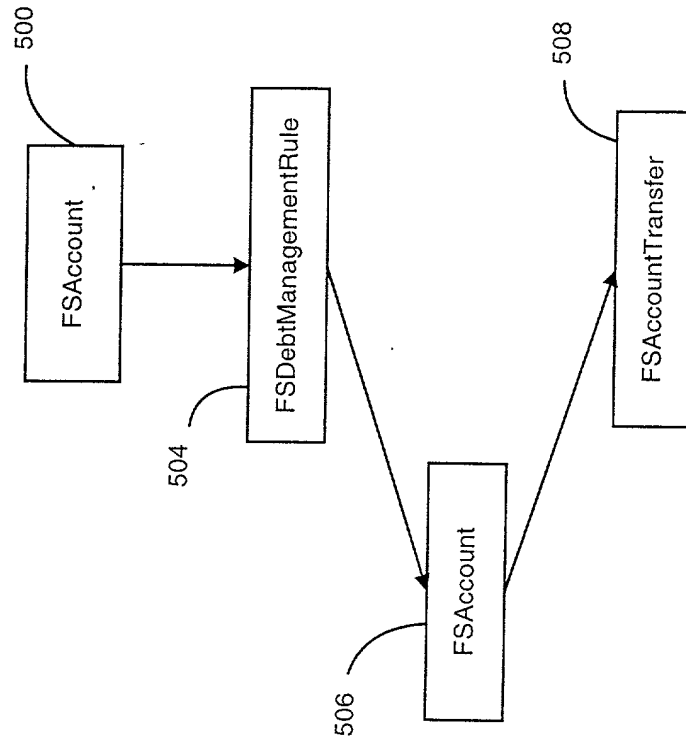 500
FSAccount
504
FSDebtManagementRule
506
FSAccount
508
FSAccountTransfer